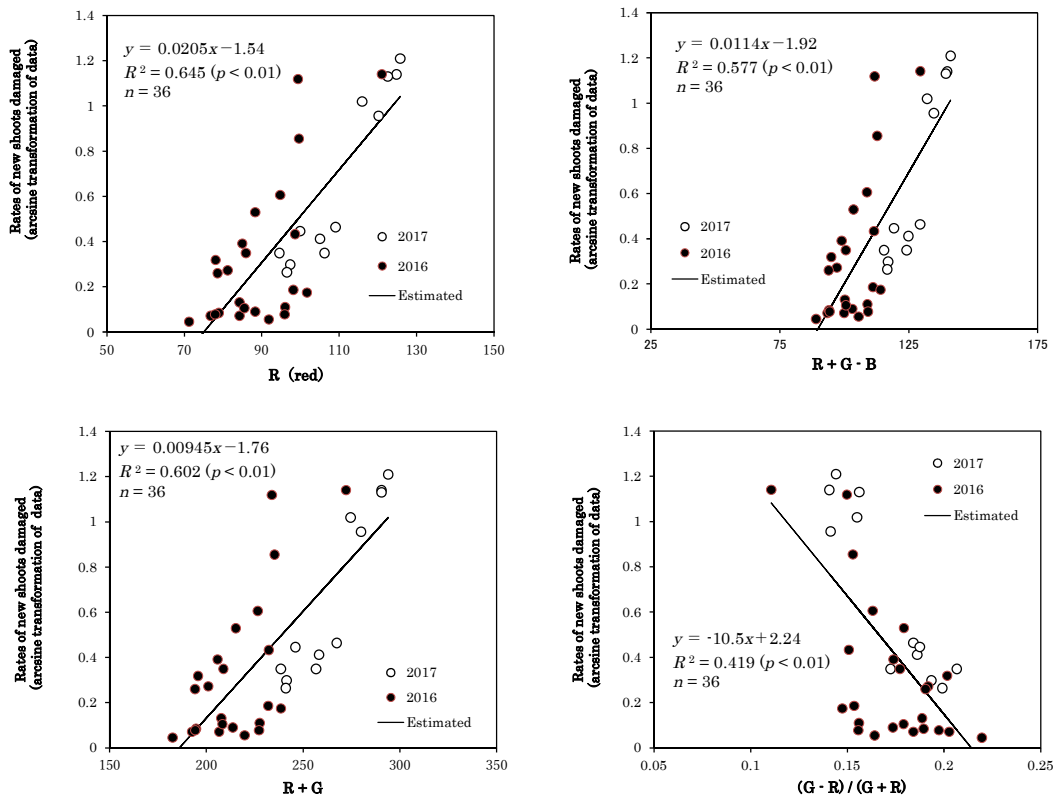 Rates of new shoots damaged
(arcsine transformation of data)
1.4
1.2
1
0.8
0.6
0.4
0.2
0
y = 0.0205x−1.54
R² = 0.645 (p < 0.01)
n = 36
2017
2016
Estimated
50 70 90 110 130 150
R (red)
Rates of new shoots damaged
(arcsine transformation of data)
1.4
1.2
1
0.8
0.6
0.4
0.2
0
y = 0.0114x−1.92
R² = 0.577 (p < 0.01)
n = 36
2017
2016
Estimated
25 75 125 175
R + G - B
Rates of new shoots damaged
(arcsine transformation of data)
1.4
1.2
1
0.8
0.6
0.4
0.2
0
y = 0.00945x−1.76
R² = 0.602 (p < 0.01)
n = 36
2017
2016
Estimated
150 200 250 300 350
R + G
Rates of new shoots damaged
(arcsine transformation of data)
1.4
1.2
1
0.8
0.6
0.4
0.2
0
2017
2016
Estimated
y = -10.5x+2.24
R² = 0.419 (p < 0.01)
n = 36
0.05 0.1 0.15 0.2 0.25
(G - R) / (G + R)